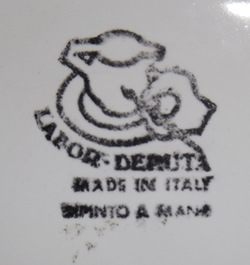 LABOR - DERUTA
MADE IN ITALY
DIPINTO A MANO